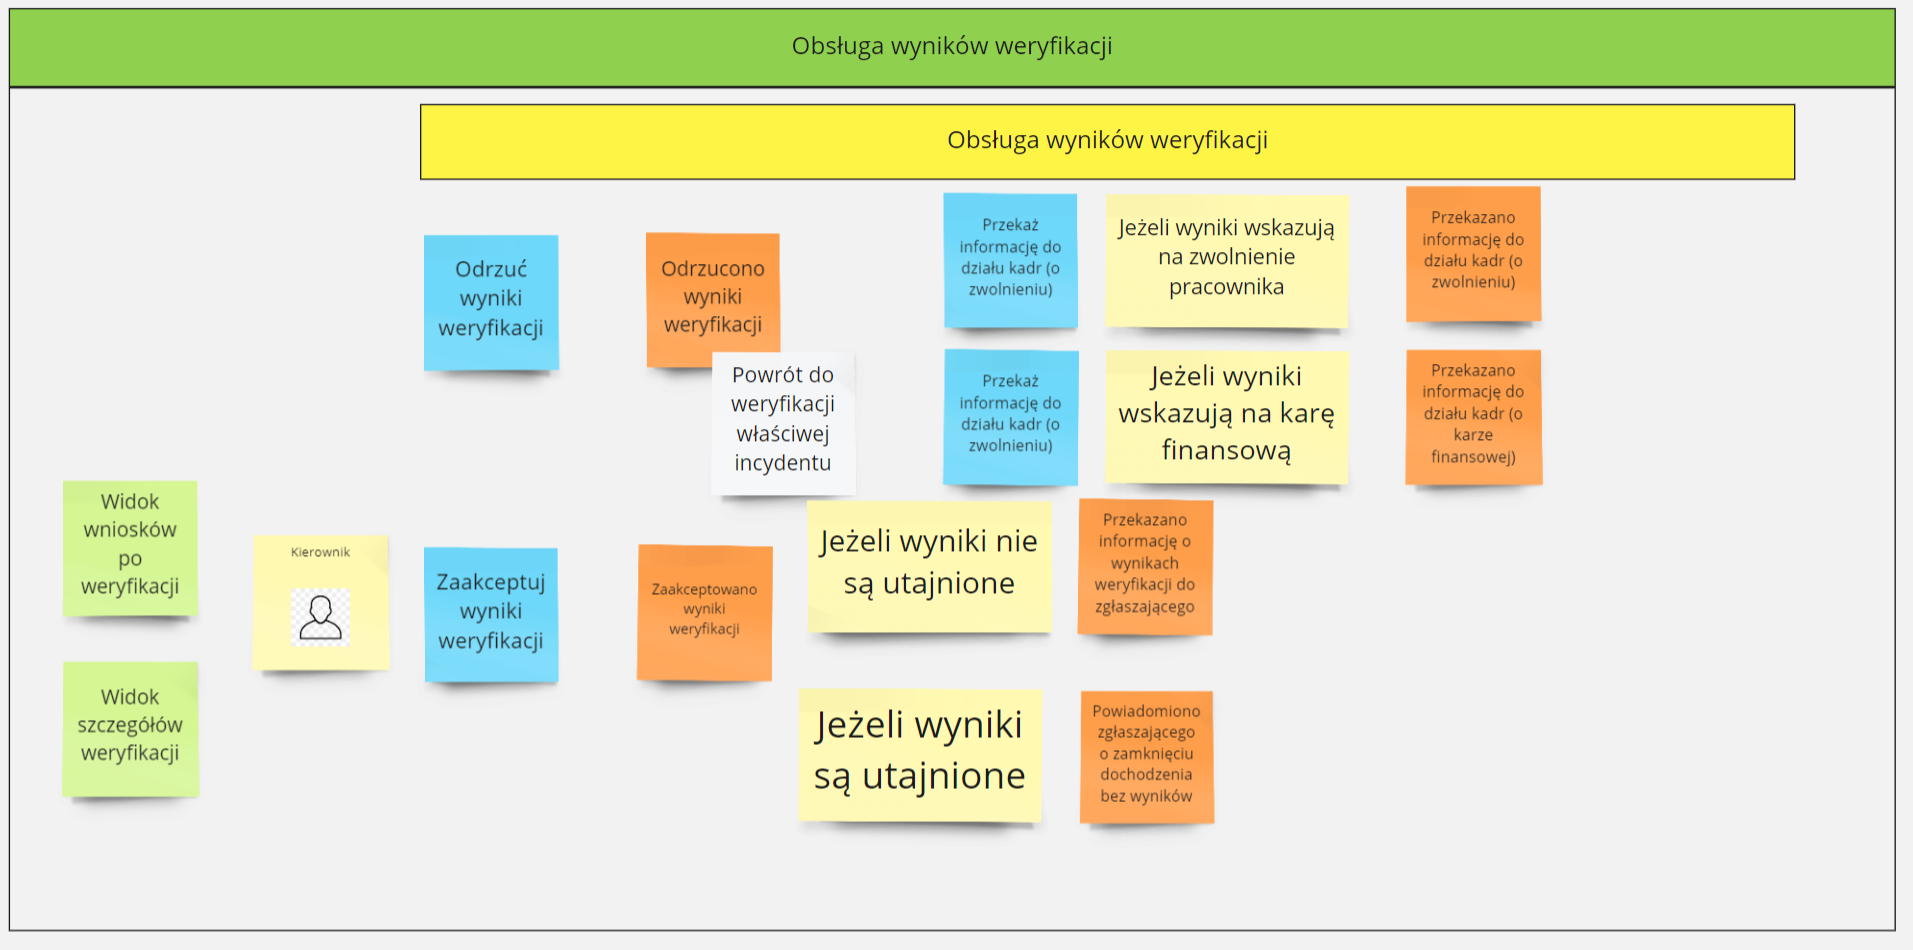 Obsługa wyników weryfikacji
Obsługa wyników weryfikacji
Odrzuć
wyniki
weryfikacji
Odrzucono
wyniki
weryfikacji
Powrót do
weryfikacji
właściwej
incydentu
Przekaż
informację do
działu kadr (o
zwolnieniu)
Jeżeli wyniki wskazują
na zwolnienie
pracownika
Przekazano
informację do
działu kadr (o
zwolnieniu)
Przekaż
informację do
działu kadr (o
zwolnieniu)
Jeżeli wyniki
wskazują na karę
finansową
Przekazano
informację do
działu kadr (o
karze
finansowej)
Widok
wniosków
po
weryfikacji
Kierownik
Zaakceptuj
wyniki
weryfikacji
Zaakceptowano
wyniki
weryfikacji
Jeżeli wyniki nie
są utajnione
Przekazano
informację o
wynikach
weryfikacji do
zgłaszającego
Widok
szczegółów
weryfikacji
Jeżeli wyniki
są utajnione
Powiadomiono
zgłaszającego
o zamknięciu
dochodzenia
bez wyników